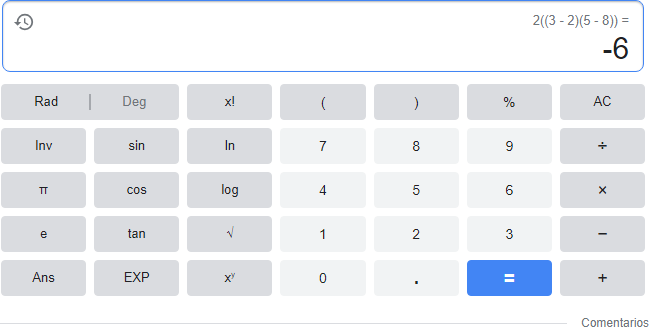 2((3 - 2)(5 - 8)) =
-6
Rad | Deg x! ( ) % AC
Inv sin ln 7 8 9 ÷
π cos log 4 5 6 ×
e tan √ 1 2 3 −
Ans EXP xʸ 0 . = +
Comentarios